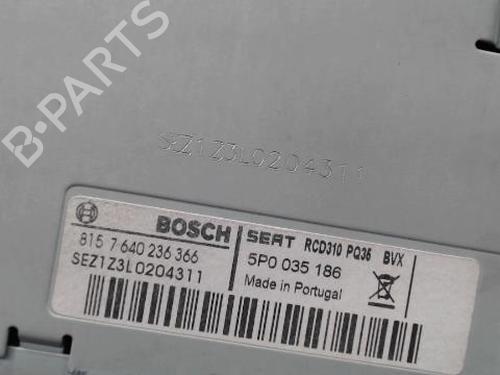 SEZ1Z3L0204311
BOSCH
SEAT RCD310 PQ35 BVX
815 7 640 236 366
5P0 035 186
SEZ1Z3L0204311
Made in Portugal
B-PARTS